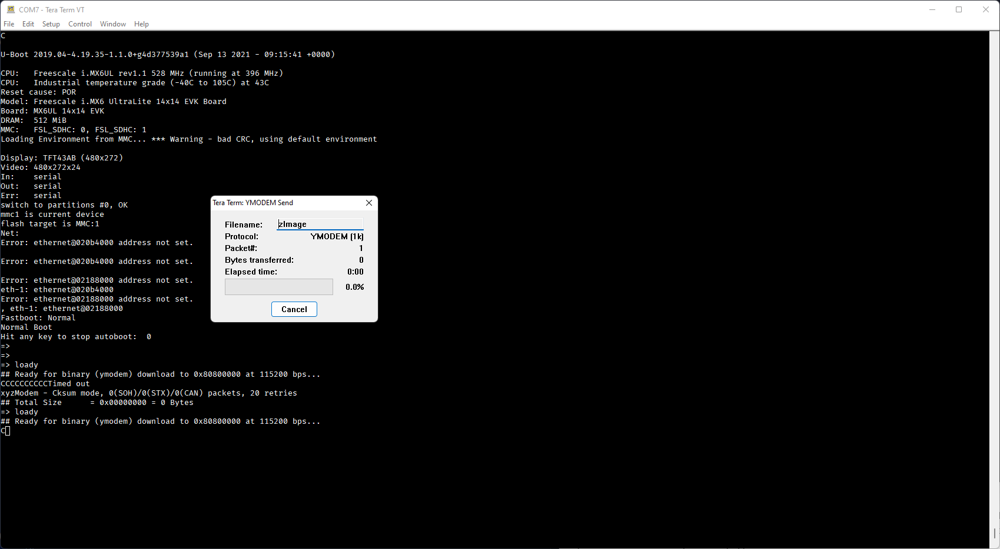 COM7 - Tera Term VT
File Edit Setup Control Window Help
C
U-Boot 2019.04-4.19.35-1.1.0+g4d377539a1 (Sep 13 2021 - 09:15:41 +0000)
CPU:   Freescale i.MX6UL rev1.1 528 MHz (running at 396 MHz)
CPU:   Industrial temperature grade (-40C to 105C) at 43C
Reset cause: POR
Model: Freescale i.MX6 UltraLite 14x14 EVK Board
Board: MX6UL 14x14 EVK
DRAM:  512 MiB
MMC:   FSL_SDHC: 0, FSL_SDHC: 1
Loading Environment from MMC... *** Warning - bad CRC, using default environment
Display: TFT43AB (480x272)
Video: 480x272x24
In:    serial
Out:   serial
Err:   serial
switch to partitions #0, OK
mmc1 is current device
flash target is MMC:1
Net:
Error: ethernet@020b4000 address not set.
Error: ethernet@020b4000 address not set.
Error: ethernet@02188000 address not set.
eth-1: ethernet@020b4000
Error: ethernet@02188000 address not set.
, eth-1: ethernet@02188000
Fastboot: Normal
Normal Boot
Hit any key to stop autoboot:  0
=>
=>
=> loady
## Ready for binary (ymodem) download to 0x80800000 at 115200 bps...
CCCCCCCCCCTimed out
xyzModem - Cksum mode, 0(SOH)/0(STX)/0(CAN) packets, 20 retries
## Total Size      = 0x00000000 = 0 Bytes
=> loady
## Ready for binary (ymodem) download to 0x80800000 at 115200 bps...
C
Tera Term: YMODEM Send
Filename: zImage
Protocol: YMODEM (1k)
Packet#: 1
Bytes transferred: 0
Elapsed time: 0:00
0.0%
Cancel